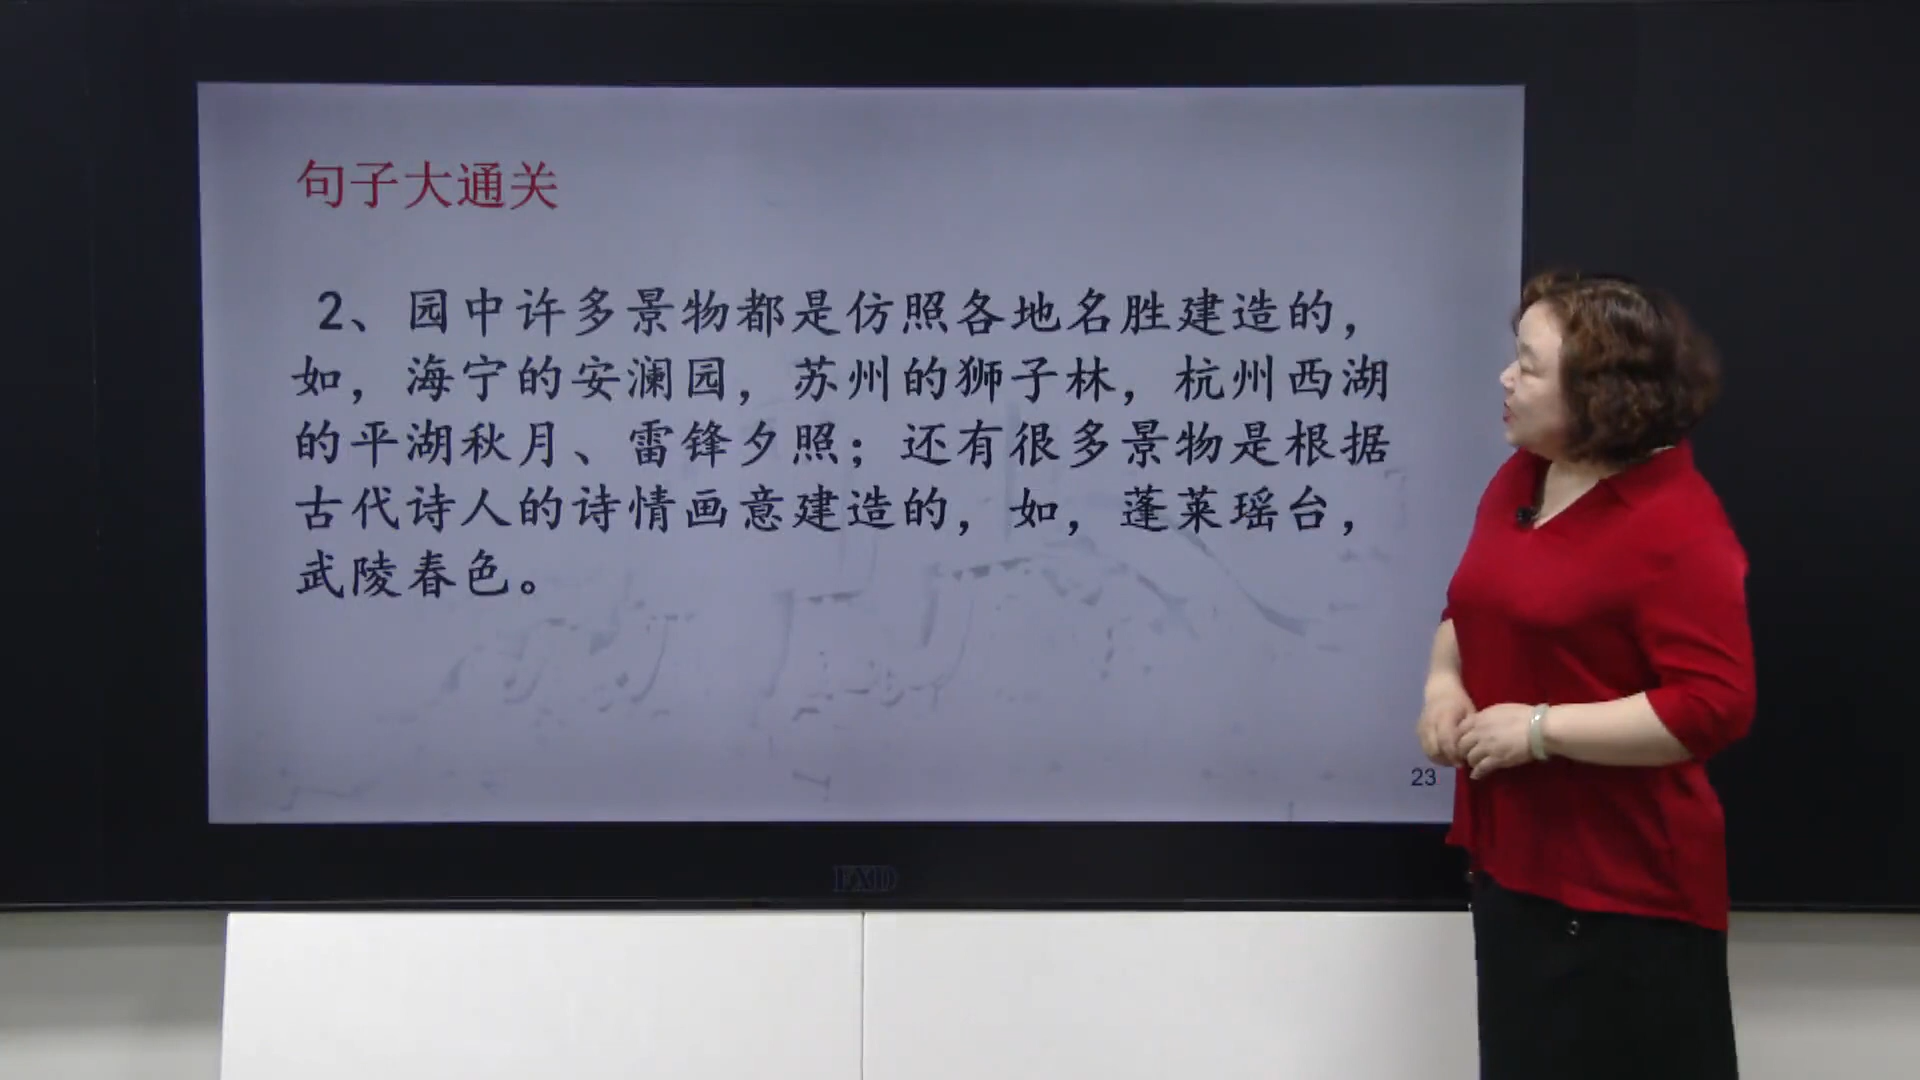 句子大通关
2、园中许多景物都是仿照各地名胜建造的，
如，海宁的安澜园，苏州的狮子林，杭州西湖
的平湖秋月、雷锋夕照；还有很多景物是根据
古代诗人的诗情画意建造的，如，蓬莱瑶台，
武陵春色。
23